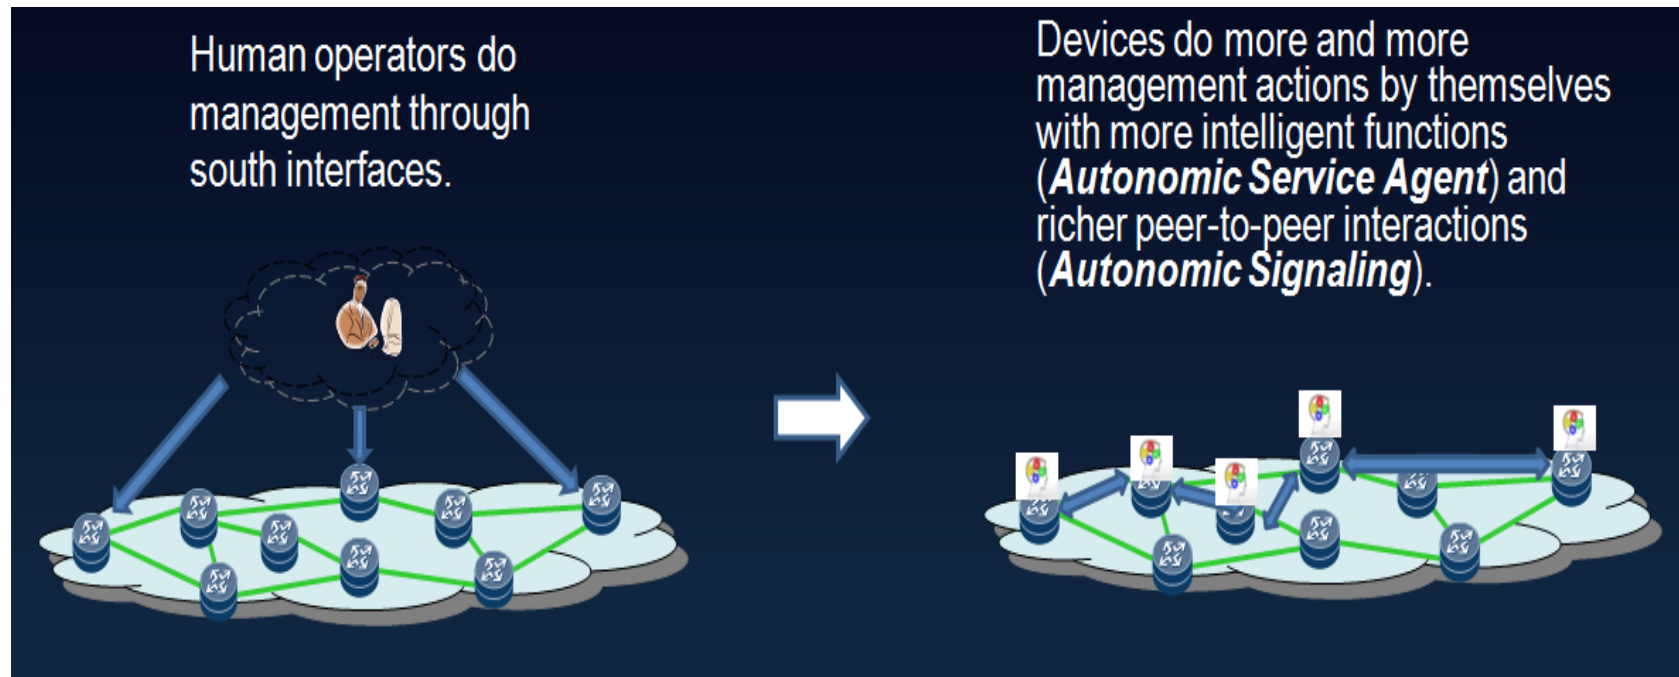 Human operators do
management through
south interfaces.
Devices do more and more
management actions by themselves
with more intelligent functions
(Autonomic Service Agent) and
richer peer-to-peer interactions
(Autonomic Signaling).